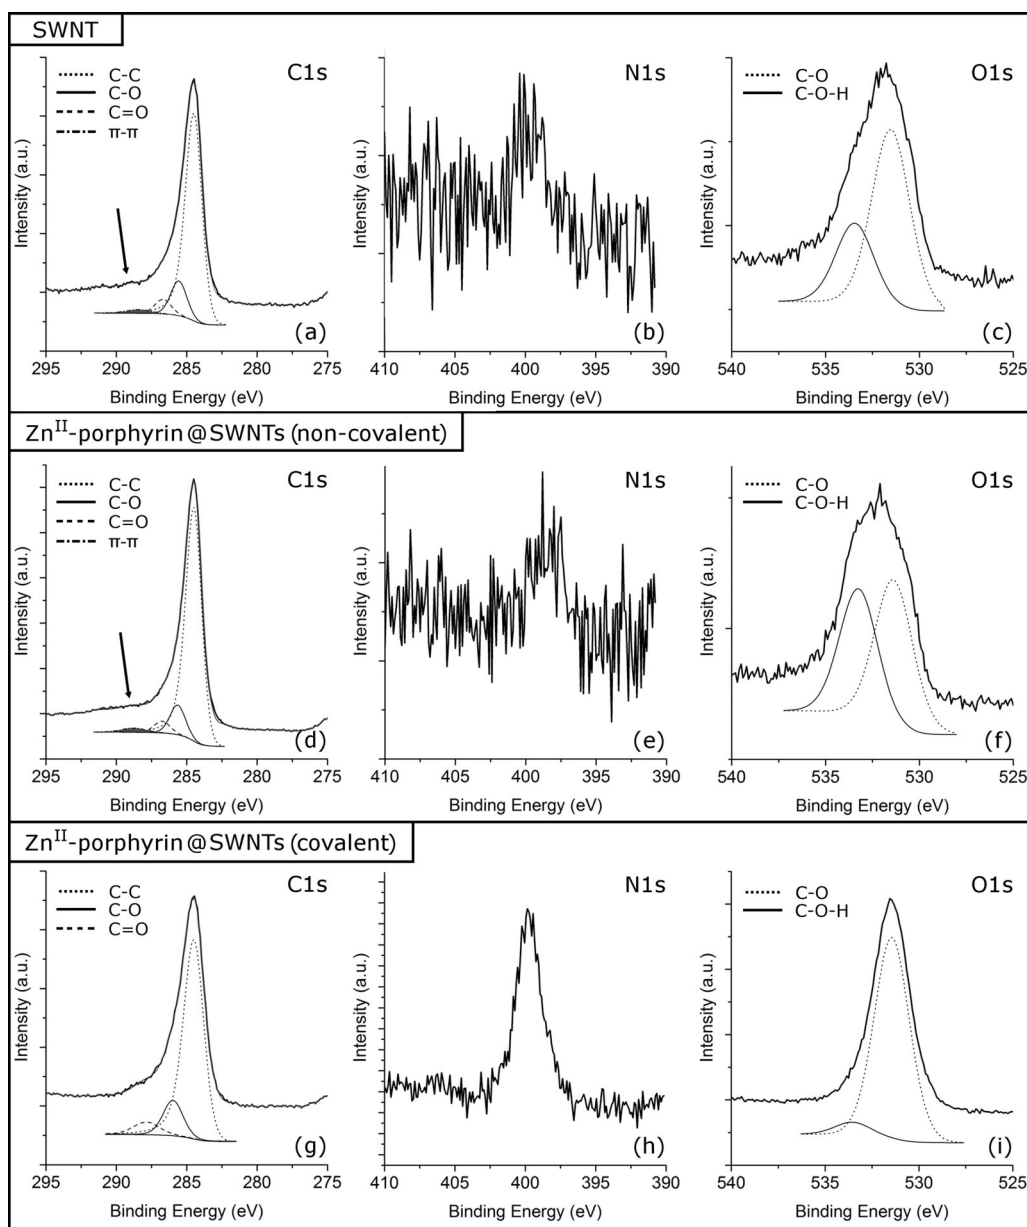 SWNT
C-C
C-O
C=O
π-π
C1s
Intensity (a.u.)
(a)
295 290 285 280 275
Binding Energy (eV)
N1s
Intensity (a.u.)
(b)
410 405 400 395 390
Binding Energy (eV)
C-O
C-O-H
O1s
Intensity (a.u.)
(c)
540 535 530 525
Binding Energy (eV)
Znᴵᴵ-porphyrin@SWNTs (non-covalent)
C-C
C-O
C=O
π-π
C1s
Intensity (a.u.)
(d)
295 290 285 280 275
Binding Energy (eV)
N1s
Intensity (a.u.)
(e)
410 405 400 395 390
Binding Energy (eV)
C-O
C-O-H
O1s
Intensity (a.u.)
(f)
540 535 530 525
Binding Energy (eV)
Znᴵᴵ-porphyrin@SWNTs (covalent)
C-C
C-O
C=O
C1s
Intensity (a.u.)
(g)
295 290 285 280 275
Binding Energy (eV)
N1s
Intensity (a.u.)
(h)
410 405 400 395 390
Binding Energy (eV)
C-O
C-O-H
O1s
Intensity (a.u.)
(i)
540 535 530 525
Binding Energy (eV)